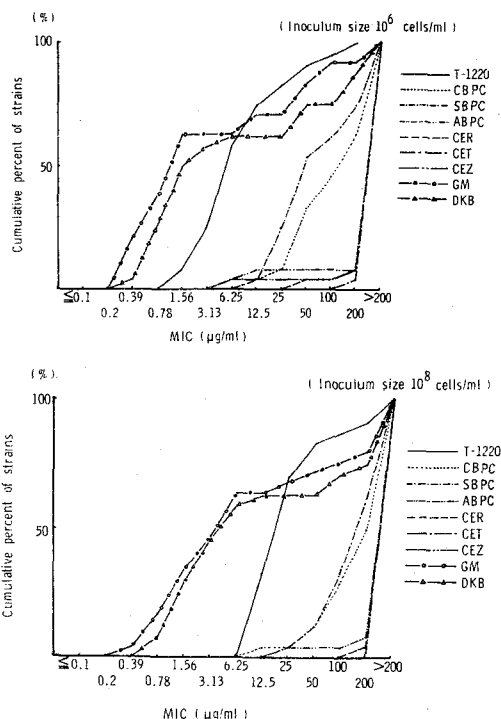 (%)
(Inoculum size 10^6 cells/ml)
100
50
Cumulative percent of strains
T-1220
CBPC
SBPC
ABPC
CER
CET
CEZ
GM
DKB
≦0.1 0.39 1.56 6.25 25 100 >200
0.2 0.78 3.13 12.5 50 200
MIC (μg/ml)
(%)
(Inoculum size 10^8 cells/ml)
100
50
Cumulative percent of strains
T-1220
CBPC
SBPC
ABPC
CER
CET
CEZ
GM
DKB
≦0.1 0.39 1.56 6.25 25 100 >200
0.2 0.78 3.13 12.5 50 200
MIC (μg/ml)